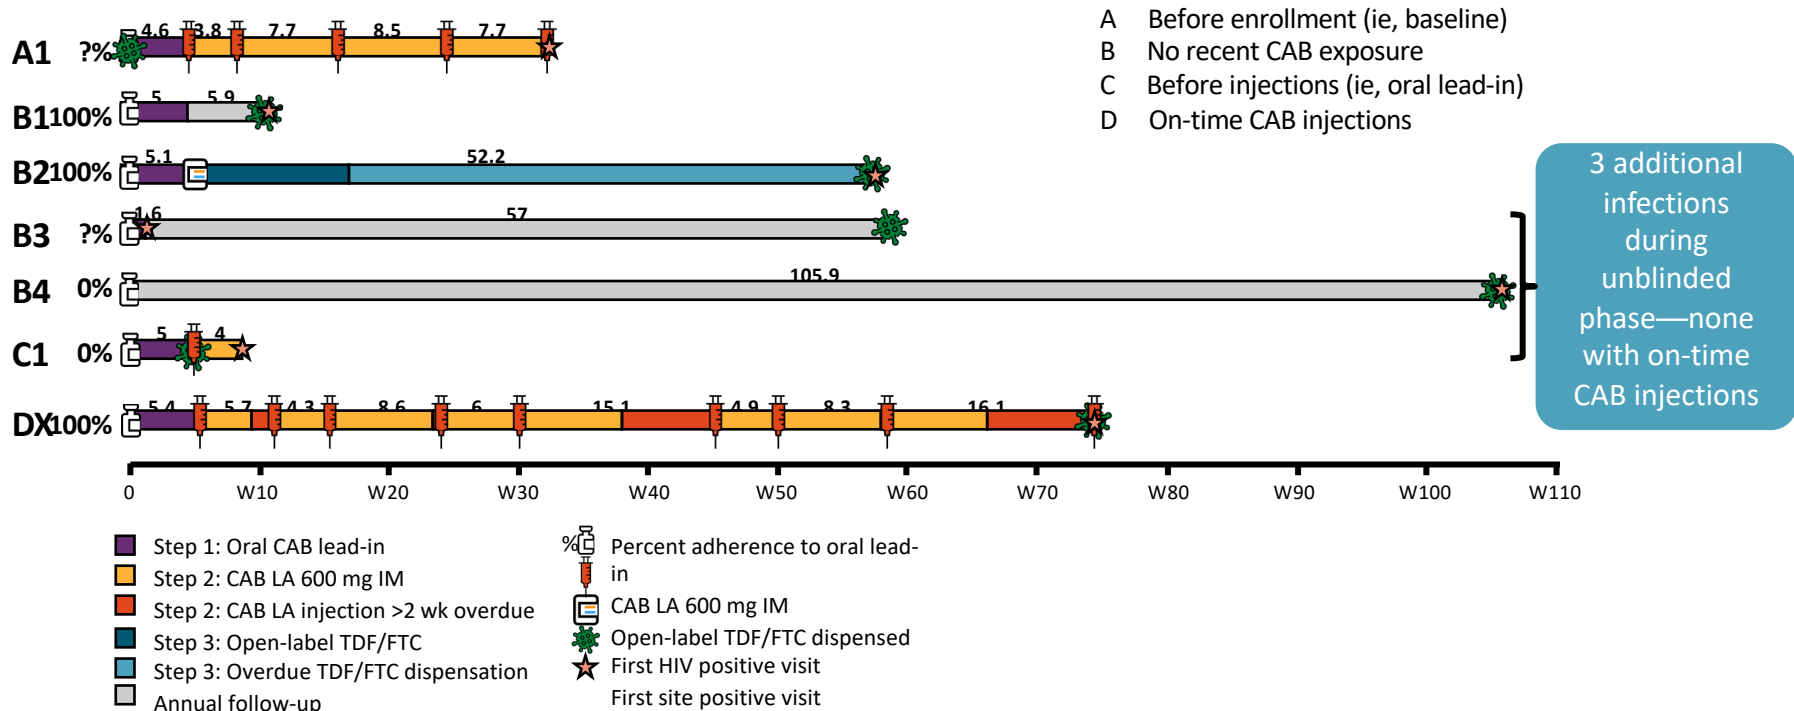 A Before enrollment (ie, baseline)
B No recent CAB exposure
C Before injections (ie, oral lead-in)
D On-time CAB injections
A1 ?% 4.6 3.8 7.7 8.5 7.7
B1 100% 5 5.9
B2 100% 5.1 52.2
B3 ?% 1.6 57
B4 0% 105.9
C1 0% 5 4
DX 100% 5.4 5.7 4.3 8.6 6 15.1 4.9 8.3 16.1
3 additional
infections
during
unblinded
phase—none
with on-time
CAB injections
0 W10 W20 W30 W40 W50 W60 W70 W80 W90 W100 W110
Step 1: Oral CAB lead-in
Step 2: CAB LA 600 mg IM
Step 2: CAB LA injection >2 wk overdue
Step 3: Open-label TDF/FTC
Step 3: Overdue TDF/FTC dispensation
Annual follow-up
% Percent adherence to oral lead-
in
CAB LA 600 mg IM
Open-label TDF/FTC dispensed
First HIV positive visit
First site positive visit